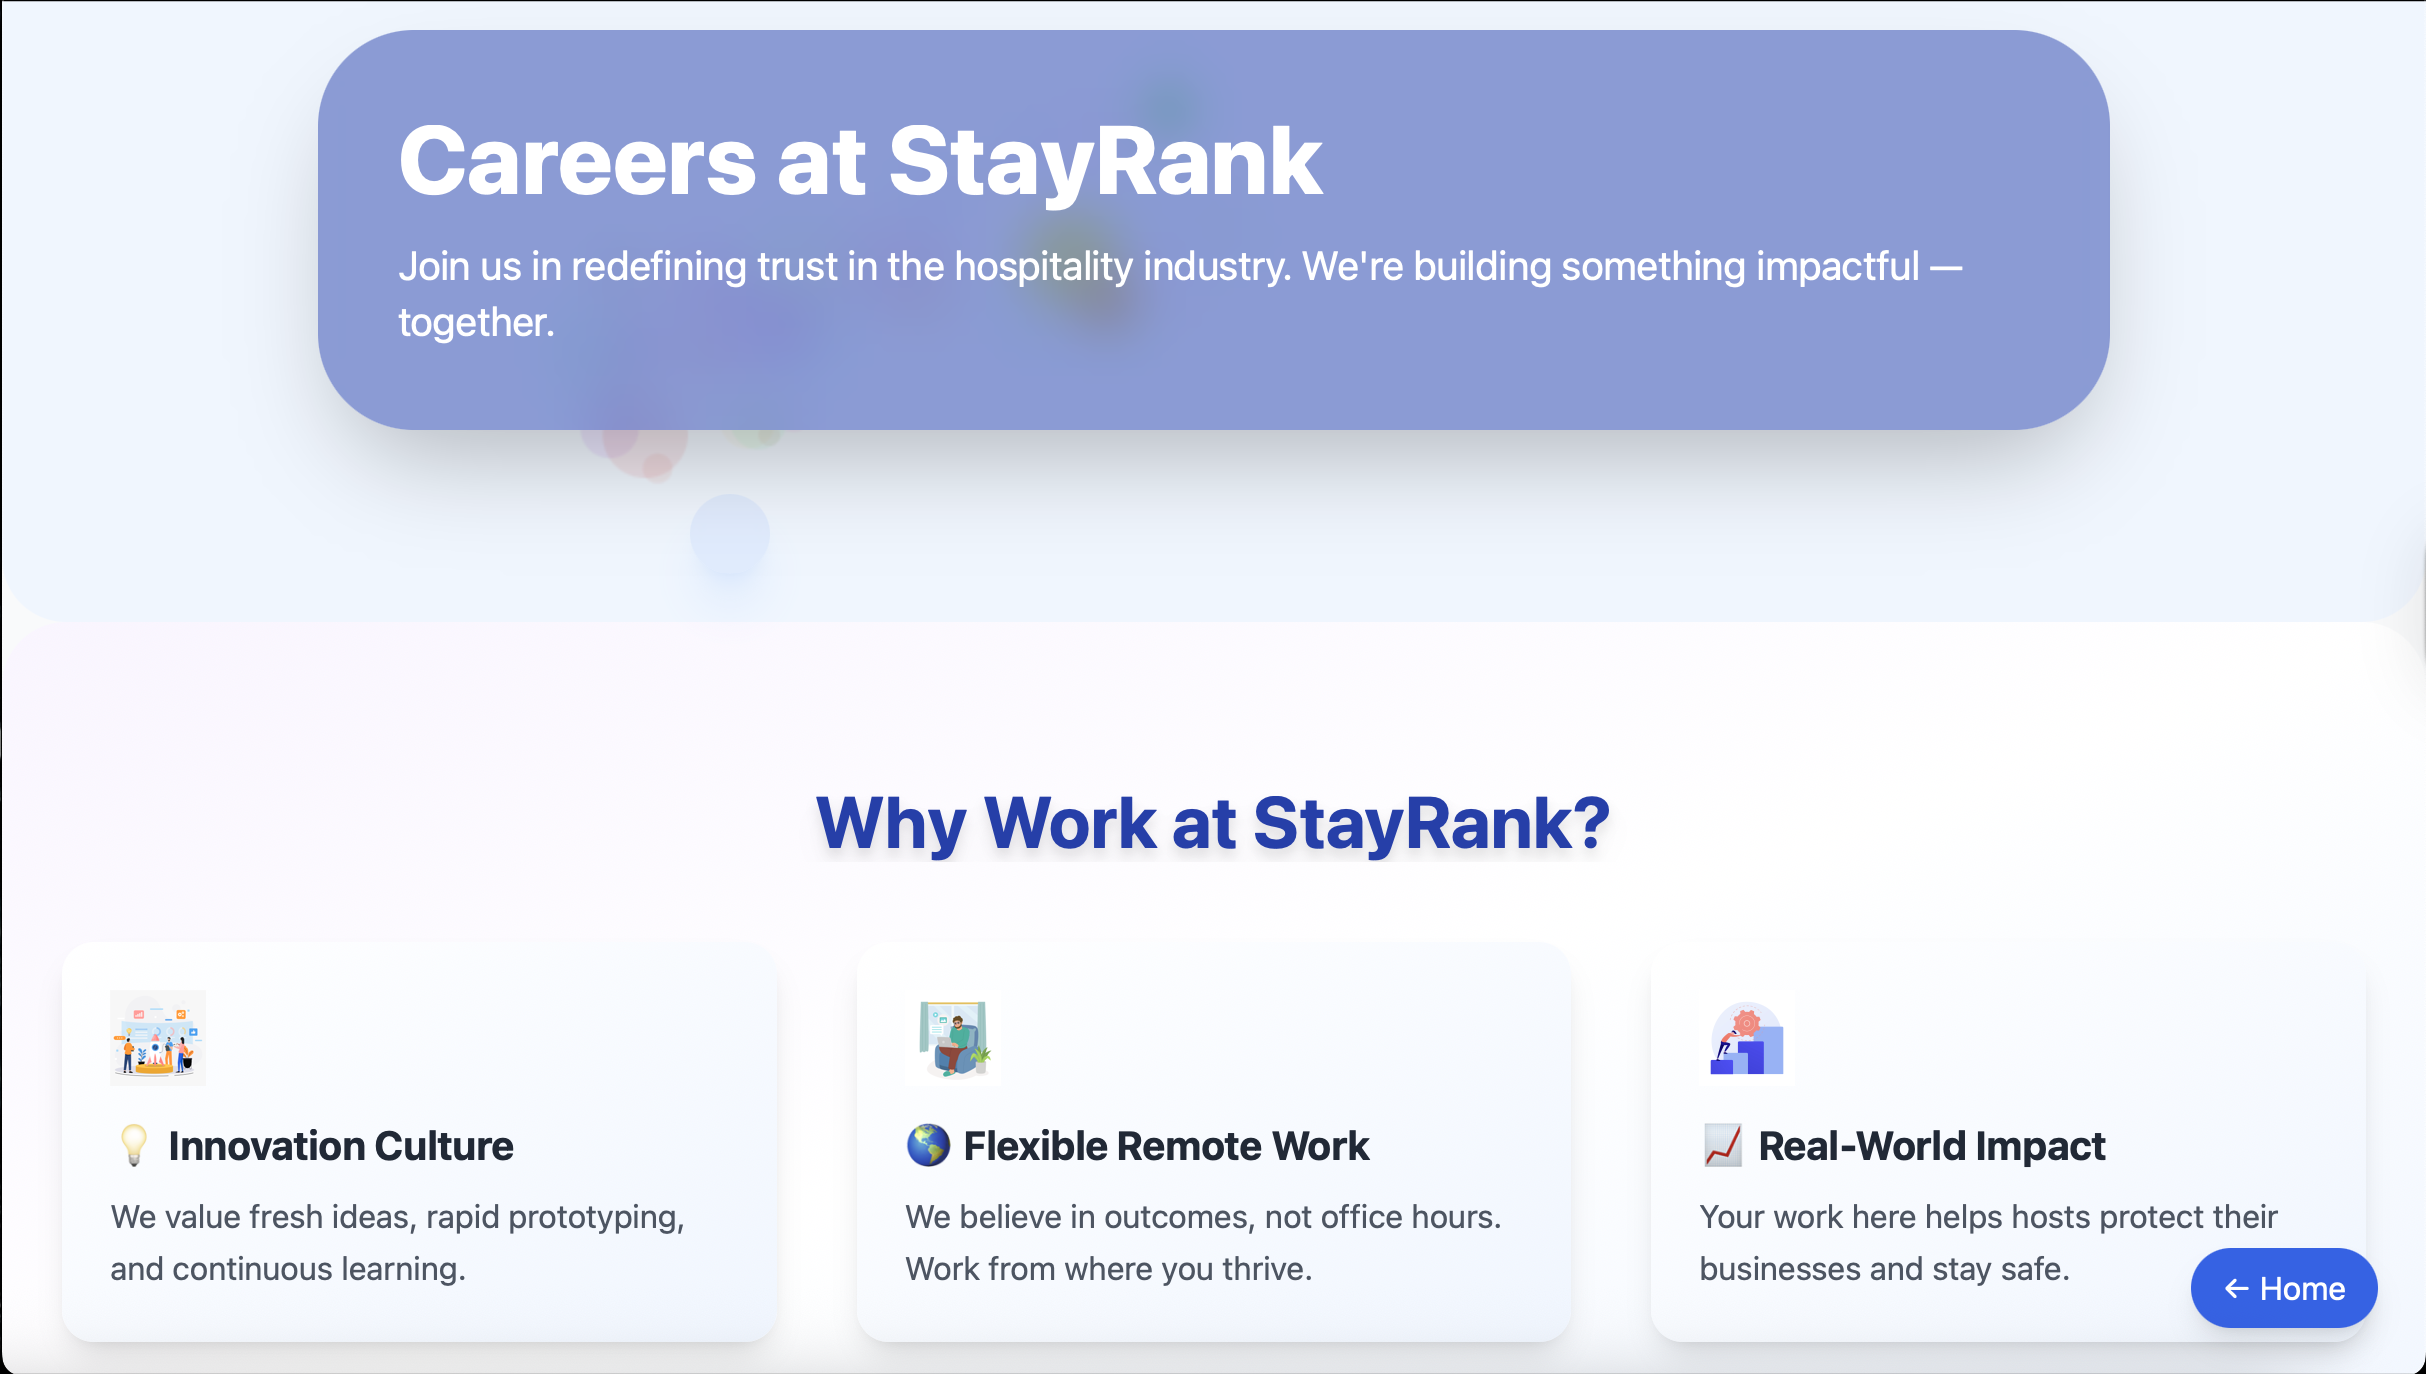 Careers at StayRank
Join us in redefining trust in the hospitality industry. We're building something impactful —
together.
Why Work at StayRank?
💡 Innovation Culture
We value fresh ideas, rapid prototyping,
and continuous learning.
🌎 Flexible Remote Work
We believe in outcomes, not office hours.
Work from where you thrive.
📈 Real-World Impact
Your work here helps hosts protect their
businesses and stay safe.
← Home